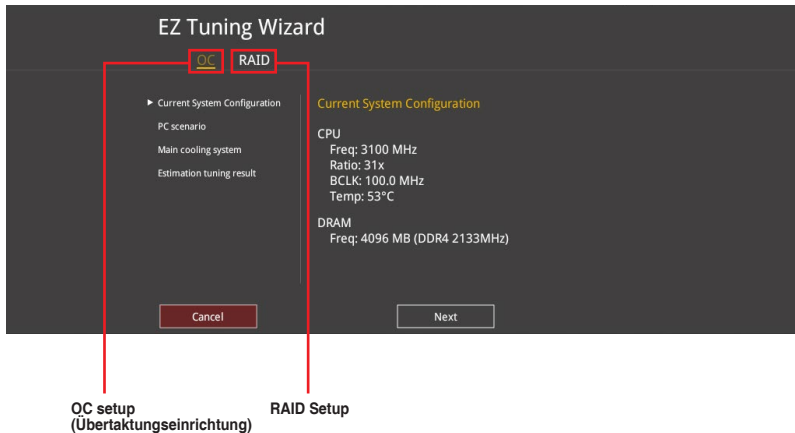 EZ Tuning Wizard
OC RAID
Current System Configuration
PC scenario
Main cooling system
Estimation tuning result
Current System Configuration
CPU
Freq: 3100 MHz
Ratio: 31x
BCLK: 100.0 MHz
Temp: 53°C
DRAM
Freq: 4096 MB (DDR4 2133MHz)
Cancel
Next
OC setup
(Übertaktungseinrichtung)
RAID Setup